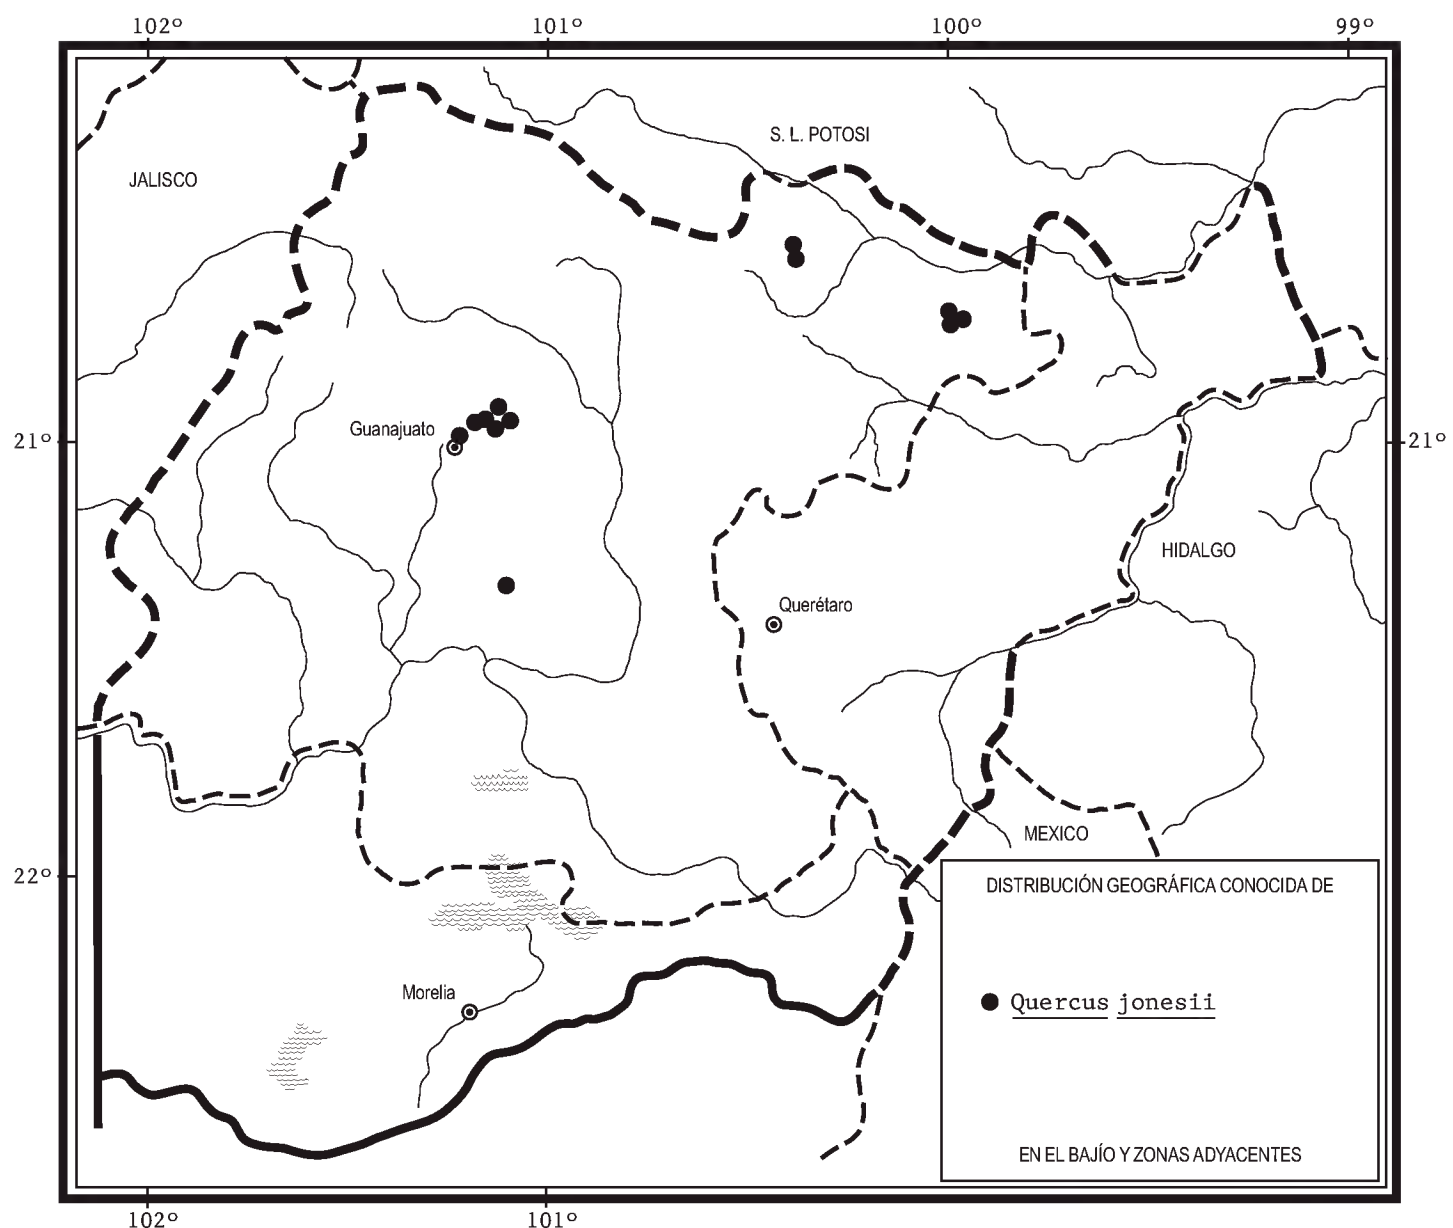 102º 101º 100º 99º
S. L. POTOSI
JALISCO
Guanajuato
21º 21º
HIDALGO
Querétaro
MEXICO
22º
DISTRIBUCIÓN GEOGRÁFICA CONOCIDA DE
Morelia
Quercus jonesii
EN EL BAJÍO Y ZONAS ADYACENTES
102º 101º